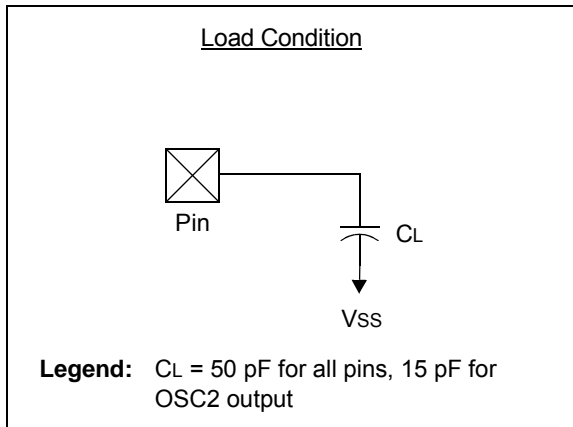 Load Condition
Pin
CL
VSS
Legend: CL = 50 pF for all pins, 15 pF for
OSC2 output